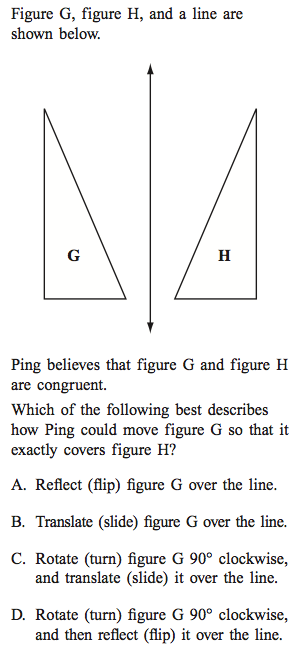 Figure G, figure H, and a line are
shown below.
G
H
Ping believes that figure G and figure H
are congruent.
Which of the following best describes
how Ping could move figure G so that it
exactly covers figure H?
A. Reflect (flip) figure G over the line.
B. Translate (slide) figure G over the line.
C. Rotate (turn) figure G 90° clockwise,
and translate (slide) it over the line.
D. Rotate (turn) figure G 90° clockwise,
and then reflect (flip) it over the line.